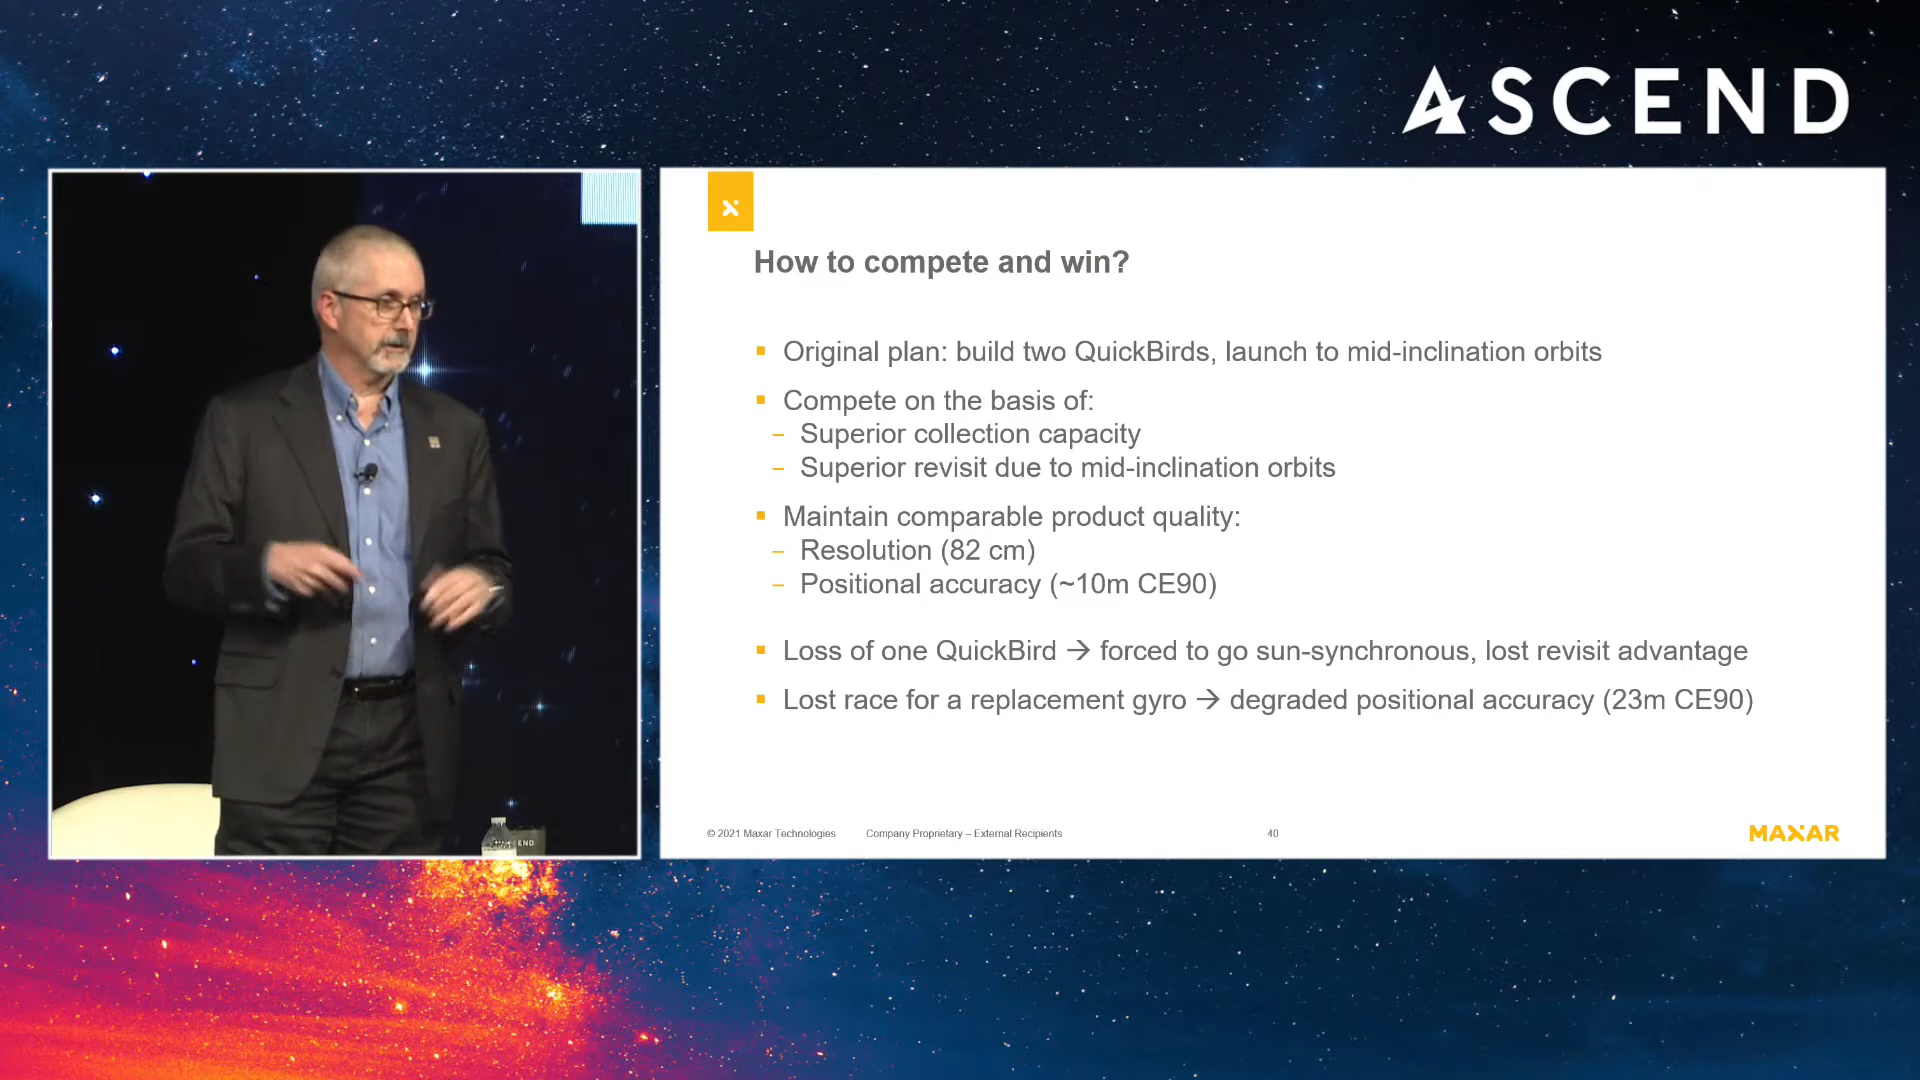 ASCEND
How to compete and win?
Original plan: build two QuickBirds, launch to mid-inclination orbits
Compete on the basis of:
– Superior collection capacity
– Superior revisit due to mid-inclination orbits
Maintain comparable product quality:
– Resolution (82 cm)
– Positional accuracy (~10m CE90)
Loss of one QuickBird → forced to go sun-synchronous, lost revisit advantage
Lost race for a replacement gyro → degraded positional accuracy (23m CE90)
© 2021 Maxar Technologies Company Proprietary – External Recipients 40 MAXAR
END